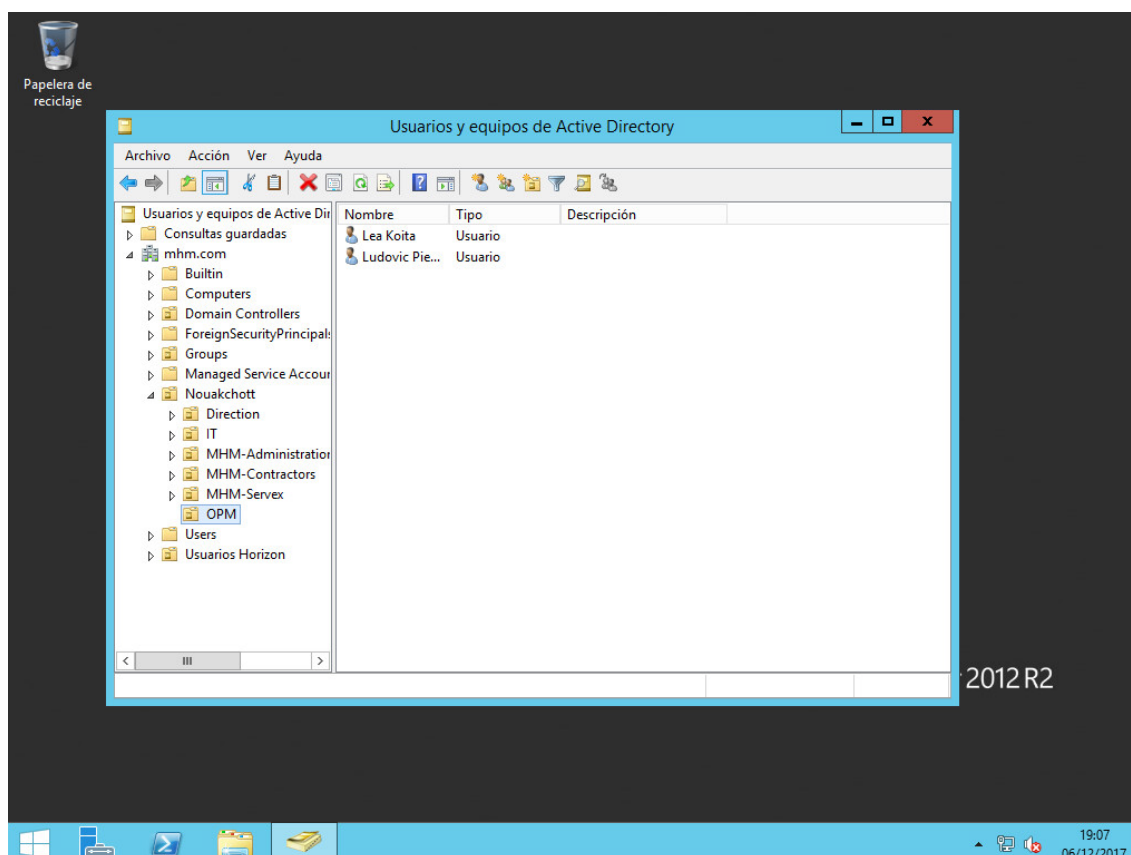 Papelera de
reciclaje
Usuarios y equipos de Active Directory
Archivo Acción Ver Ayuda
Usuarios y equipos de Active Dir
Nombre Tipo Descripción
Consultas guardadas
Lea Koita Usuario
mhm.com
Ludovic Pie... Usuario
Builtin
Computers
Domain Controllers
ForeignSecurityPrincipals
Groups
Managed Service Accour
Nouakchott
Direction
IT
MHM-Administration
MHM-Contractors
MHM-Servex
OPM
Users
Usuarios Horizon
2012 R2
19:07
06/12/2017